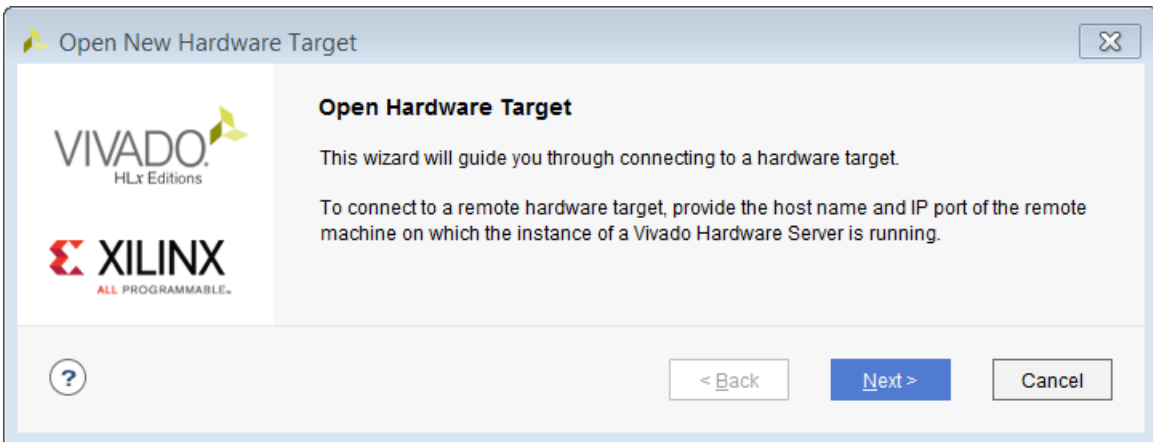 Open New Hardware Target
VIVADO.
HLx Editions
XILINX
ALL PROGRAMMABLE™
Open Hardware Target
This wizard will guide you through connecting to a hardware target.
To connect to a remote hardware target, provide the host name and IP port of the remote
machine on which the instance of a Vivado Hardware Server is running.
?
< Back
Next >
Cancel